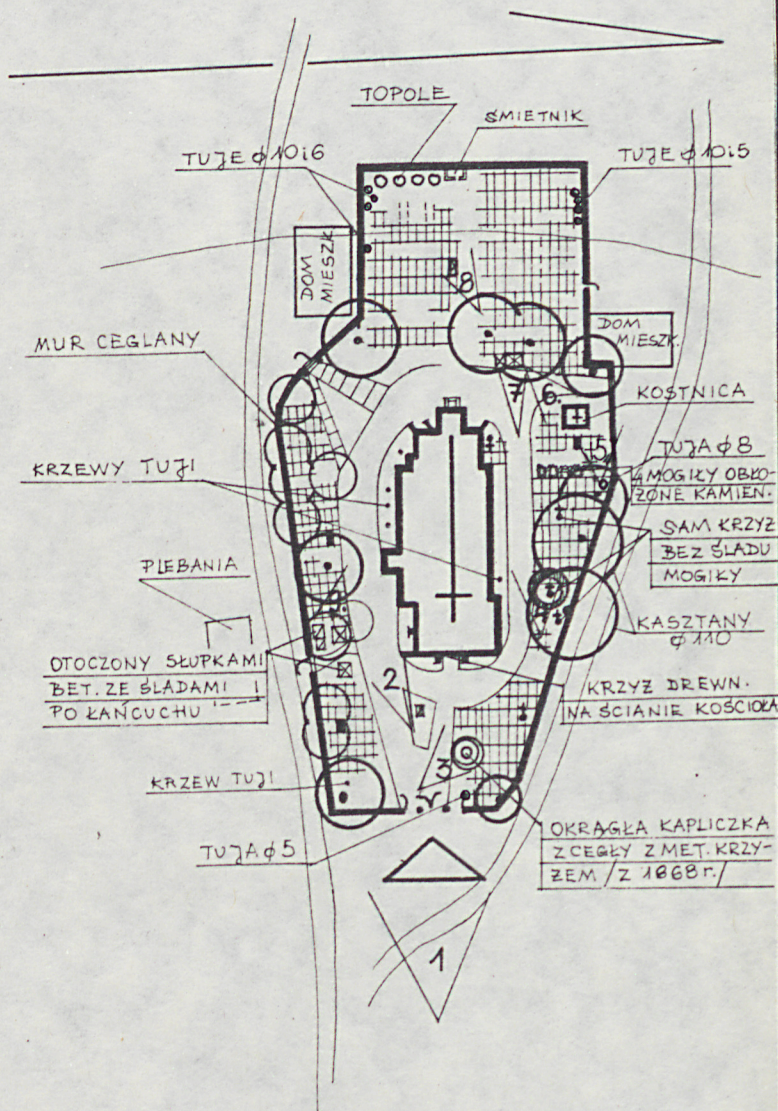 TOPOLE
ŚMIETNIK
TUJE φ 10 i 6
TUJE φ 10 i 5
DOM
MIESZK.
8
MUR CEGLANY
DOM
MIESZK.
7
6.
KOSTNICA
5
TUJA φ 8
KRZEWY TUJI
4 MOGIŁY OBŁO-
ŻONE KAMIEN.
SAM KRZYŻ
BEZ ŚLADU
MOGIŁY
PLEBANIA
KASZTANY
φ 110
OTOCZONY SŁUPKAMI
BET. ZE ŚLADAMI
PO ŁAŃCUCHU
2
KRZYŻ DREWN.
NA ŚCIANIE KOŚCIOŁA
3
KRZEW TUJI
TUJA φ 5
OKRĄGŁA KAPLICZKA
Z CEGŁY Z MET. KRZY-
ŻEM / Z 1868 r. /
1